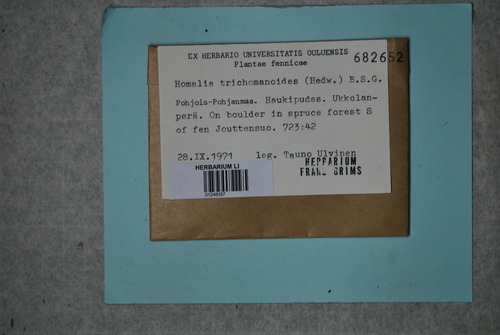 EX HERBARIO UNIVERSITATIS OULUENSIS
Plantae fennicae
682652
Homalia trichomanoides (Hedw.) B.S.G.
Pohjois-Pohjanmaa. Haukipudas. Ukkolan-
perä. On boulder in spruce forest S
of fen Jouttensuo. 723:42
28.IX.1971 leg. Tauno Ulvinen
HERBARIUM
FRANZ GRIMS
HERBARIUM LI
01248357